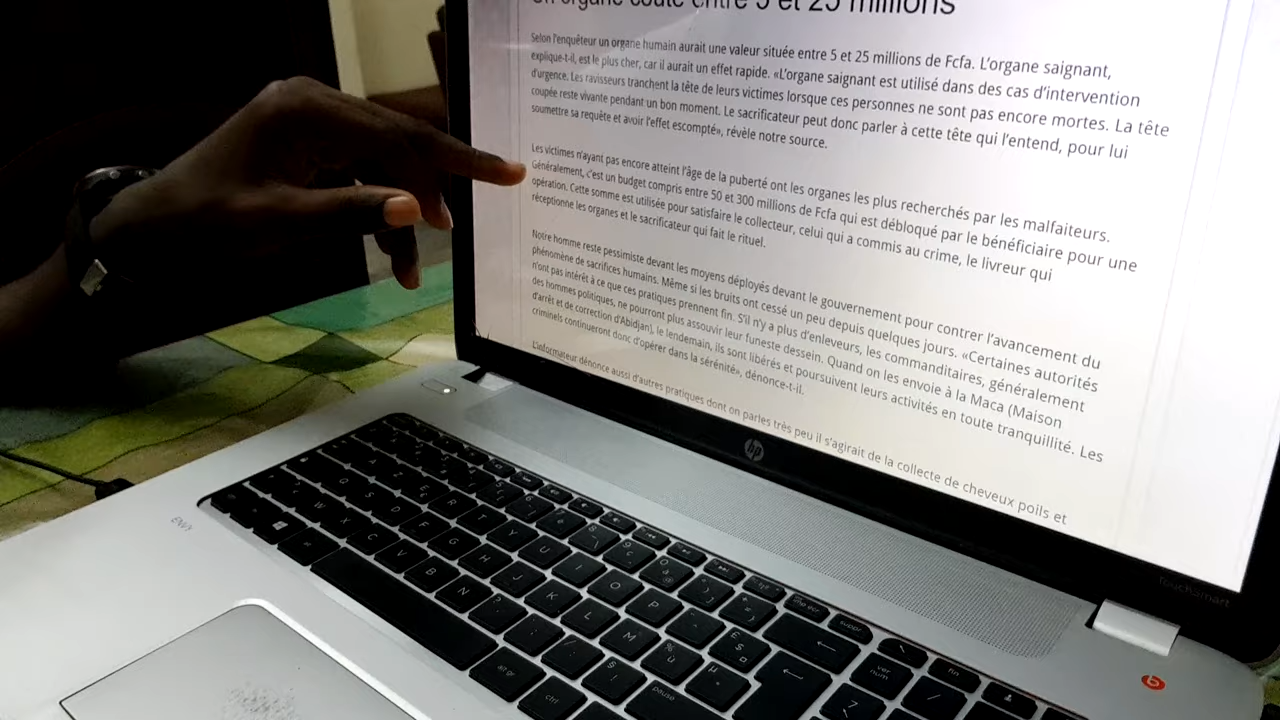 Un organe coûte entre 5 et 25 millions
Selon l'enquêteur un organe humain aurait une valeur située entre 5 et 25 millions de Fcfa. L'organe saignant,
explique-t-il, est le plus cher, car il aurait un effet rapide. «L'organe saignant est utilisé dans des cas d'intervention
d'urgence. Les ravisseurs tranchent la tête de leurs victimes lorsque ces personnes ne sont pas encore mortes. La tête
coupée reste vivante pendant un bon moment. Le sacrificateur peut donc parler à cette tête qui l'entend, pour lui
soumettre sa requête et avoir l'effet escompté», révèle notre source.
Les victimes n'ayant pas encore atteint l'âge de la puberté ont les organes les plus recherchés par les malfaiteurs.
Généralement, c'est un budget compris entre 50 et 300 millions de Fcfa qui est débloqué par le bénéficiaire pour une
opération. Cette somme est utilisée pour satisfaire le collecteur, celui qui a commis au crime, le livreur qui
réceptionne les organes et le sacrificateur qui fait le rituel.
Notre homme reste pessimiste devant les moyens déployés devant le gouvernement pour contrer l'avancement du
phénomène de sacrifices humains. Même si les bruits ont cessé un peu depuis quelques jours. «Certaines autorités
n'ont pas intérêt à ce que ces pratiques prennent fin. S'il n'y a plus d'enleveurs, les commanditaires, généralement
des hommes politiques, ne pourront plus assouvir leur funeste dessein. Quand on les envoie à la Maca (Maison
d'arrêt et de correction d'Abidjan), le lendemain, ils sont libérés et poursuivent leurs activités en toute tranquillité. Les
criminels continueront donc d'opérer dans la sérénité», dénonce-t-il.
L'informateur dénonce aussi d'autres pratiques dont on parles très peu il s'agirait de la collecte de cheveux poils et
hp
TouchSmart
ENVY